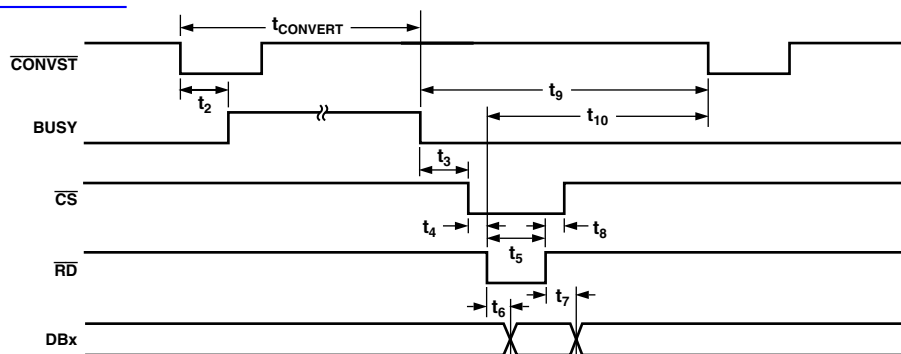 tCONVERT
CONVST
t2
t9
t10
BUSY
t3
CS
t4
t8
t5
RD
t6
t7
DBx